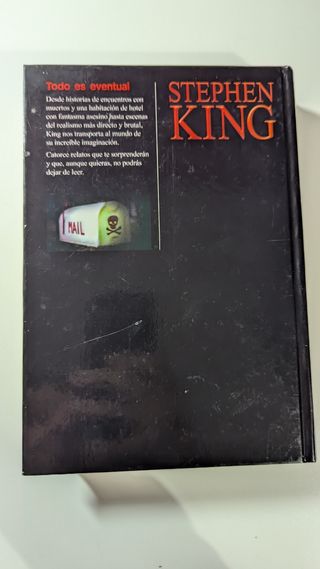 Todo es eventual
Desde historias de encuentros con
muertos y una habitación de hotel
con fantasma asesino hasta escenas
del realismo más directo y brutal,
King nos transporta al mundo de
su increíble imaginación.
Catorce relatos que te sorprenderán
y que, aunque quieras, no podrás
dejar de leer.
MAIL
STEPHEN
KING